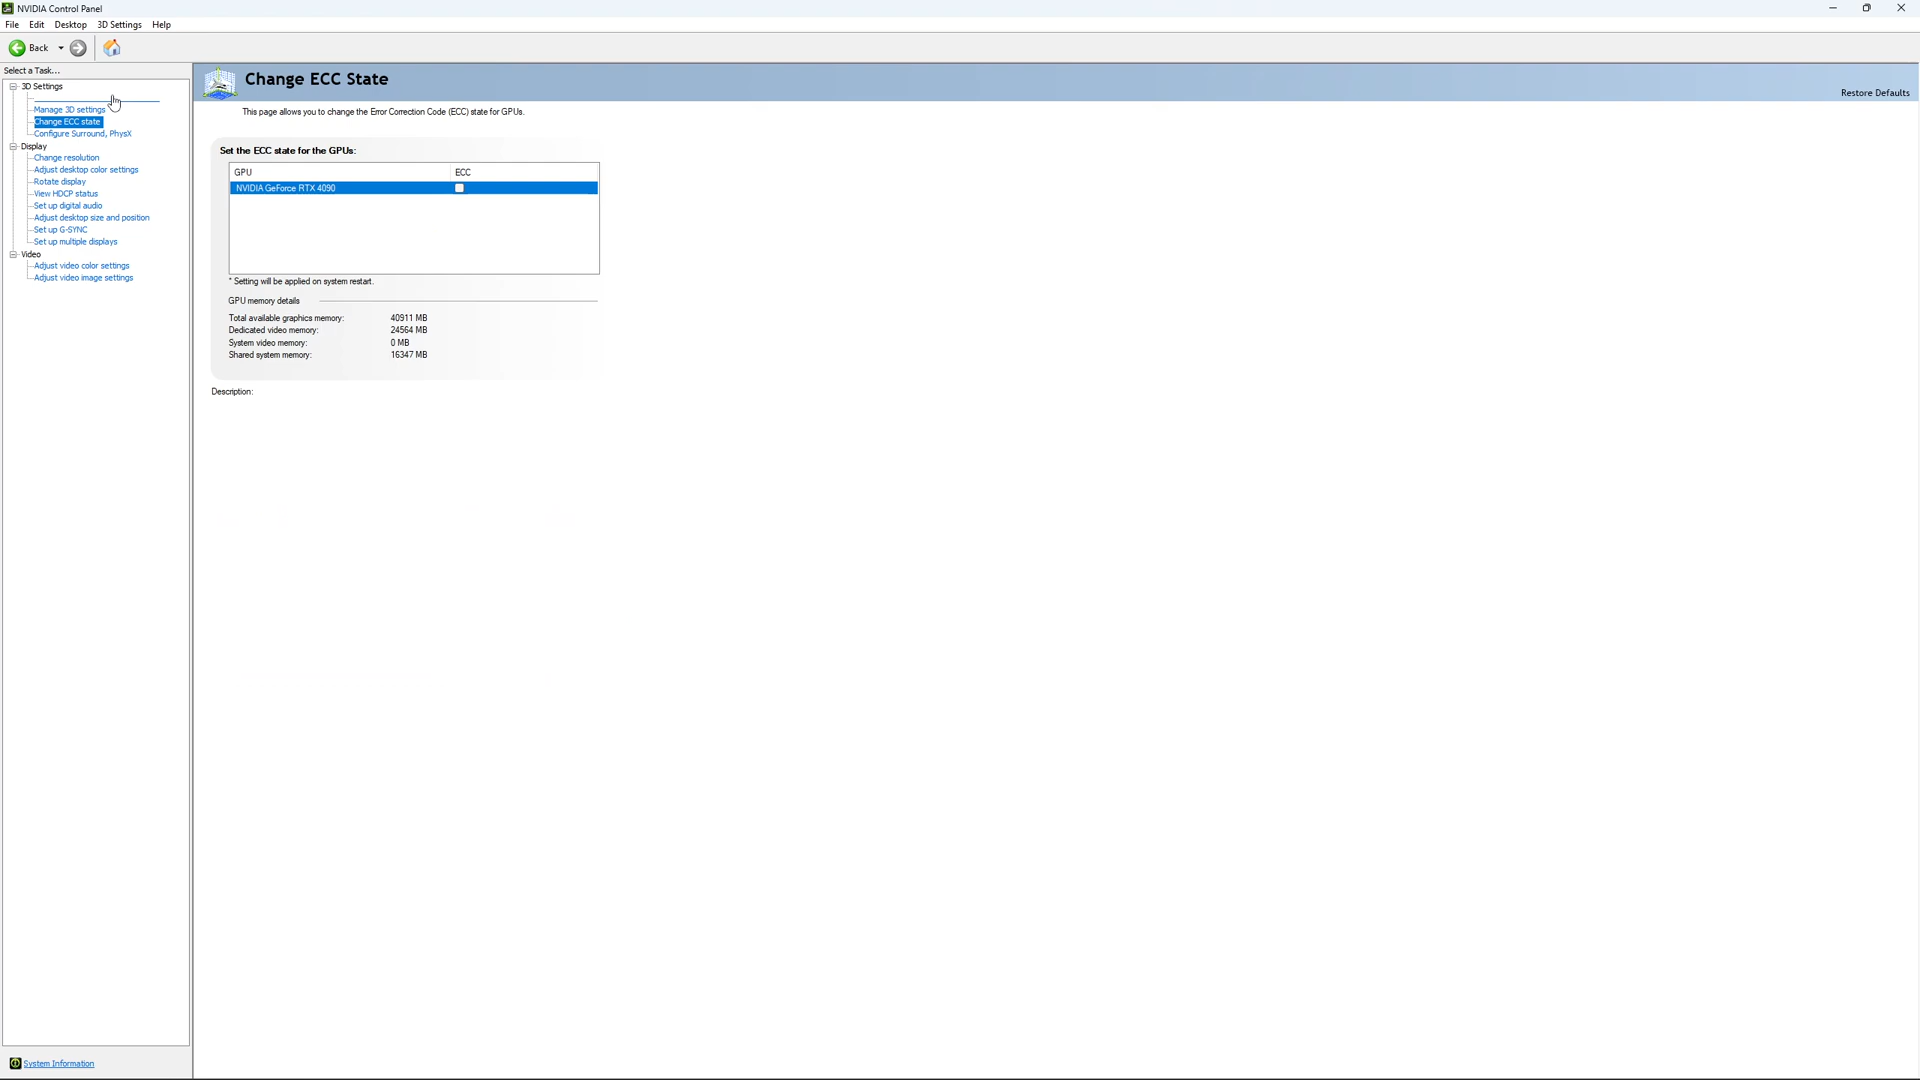 NVIDIA Control Panel
File Edit Desktop 3D Settings Help
Back
Select a Task...
3D Settings
Manage 3D settings
Change ECC state
Configure Surround, PhysX
Display
Change resolution
Adjust desktop color settings
Rotate display
View HDCP status
Set up digital audio
Adjust desktop size and position
Set up G-SYNC
Set up multiple displays
Video
Adjust video color settings
Adjust video image settings
System Information
Change ECC State
Restore Defaults
This page allows you to change the Error Correction Code (ECC) state for GPUs.
Set the ECC state for the GPUs:
GPU ECC
NVIDIA GeForce RTX 4090
* Setting will be applied on system restart.
GPU memory details
Total available graphics memory: 40911 MB
Dedicated video memory: 24564 MB
System video memory: 0 MB
Shared system memory: 16347 MB
Description: